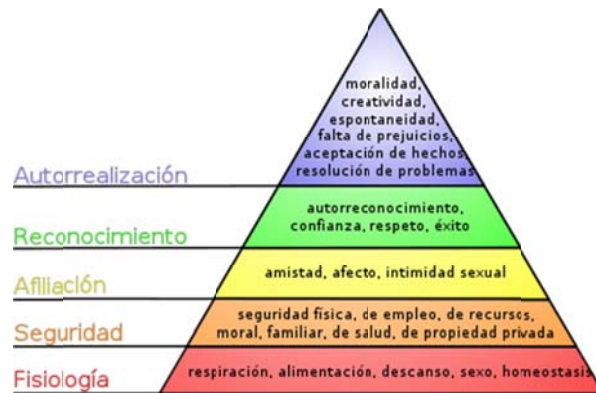 moralidad,
creatividad,
espontaneidad,
falta de prejuicios,
aceptación de hechos,
resolución de problemas
Autorrealización
autorreconocimiento,
confianza, respeto, éxito
Reconocimiento
amistad, afecto, intimidad sexual
Afiliación
seguridad física, de empleo, de recursos,
moral, familiar, de salud, de propiedad privada
Seguridad
respiración, alimentación, descanso, sexo, homeostasis
Fisiología